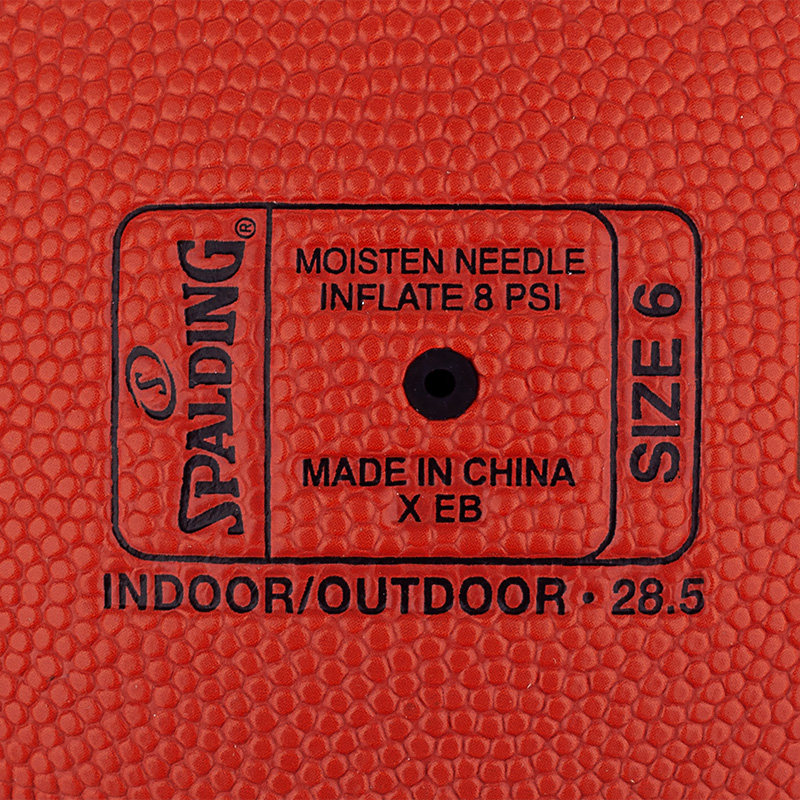 SPALDING®
S
MOISTEN NEEDLE
INFLATE 8 PSI
MADE IN CHINA
X EB
SIZE 6
INDOOR/OUTDOOR • 28.5